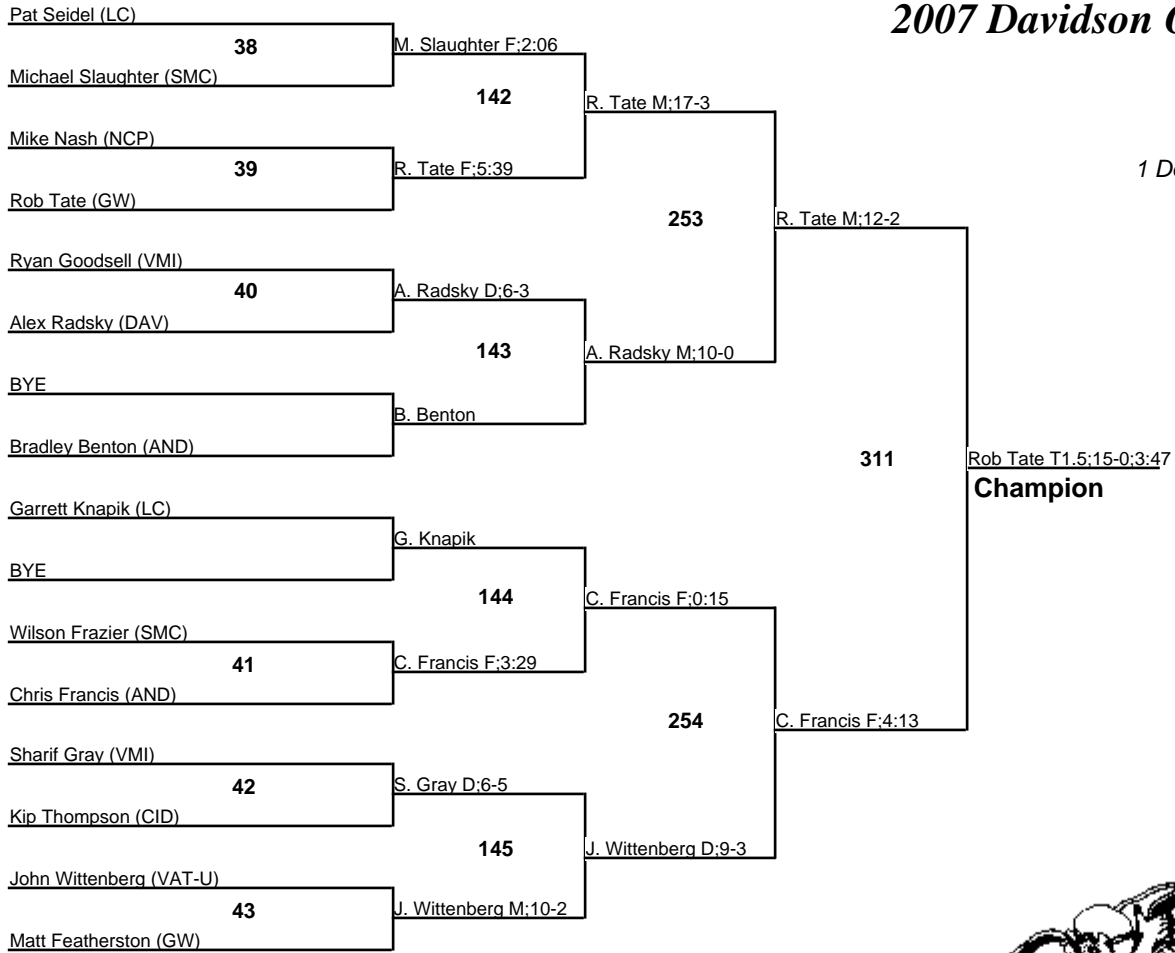 2007 Davidson
1
Pat Seidel (LC)
38
Michael Slaughter (SMC)
M. Slaughter F;2:06
142
Mike Nash (NCP)
39
Rob Tate (GW)
R. Tate F;5:39
R. Tate M;17-3
253
Ryan Goodsell (VMI)
40
Alex Radsky (DAV)
A. Radsky D;6-3
143
BYE
Bradley Benton (AND)
B. Benton
A. Radsky M;10-0
R. Tate M;12-2
311
Garrett Knapik (LC)
BYE
G. Knapik
144
Wilson Frazier (SMC)
41
Chris Francis (AND)
C. Francis F;3:29
C. Francis F;0:15
254
Sharif Gray (VMI)
42
Kip Thompson (CID)
S. Gray D;6-5
145
John Wittenberg (VAT-U)
43
Matt Featherston (GW)
J. Wittenberg M;10-2
J. Wittenberg D;9-3
C. Francis F;4:13
Rob Tate T1.5;15-0;3:47
Champion